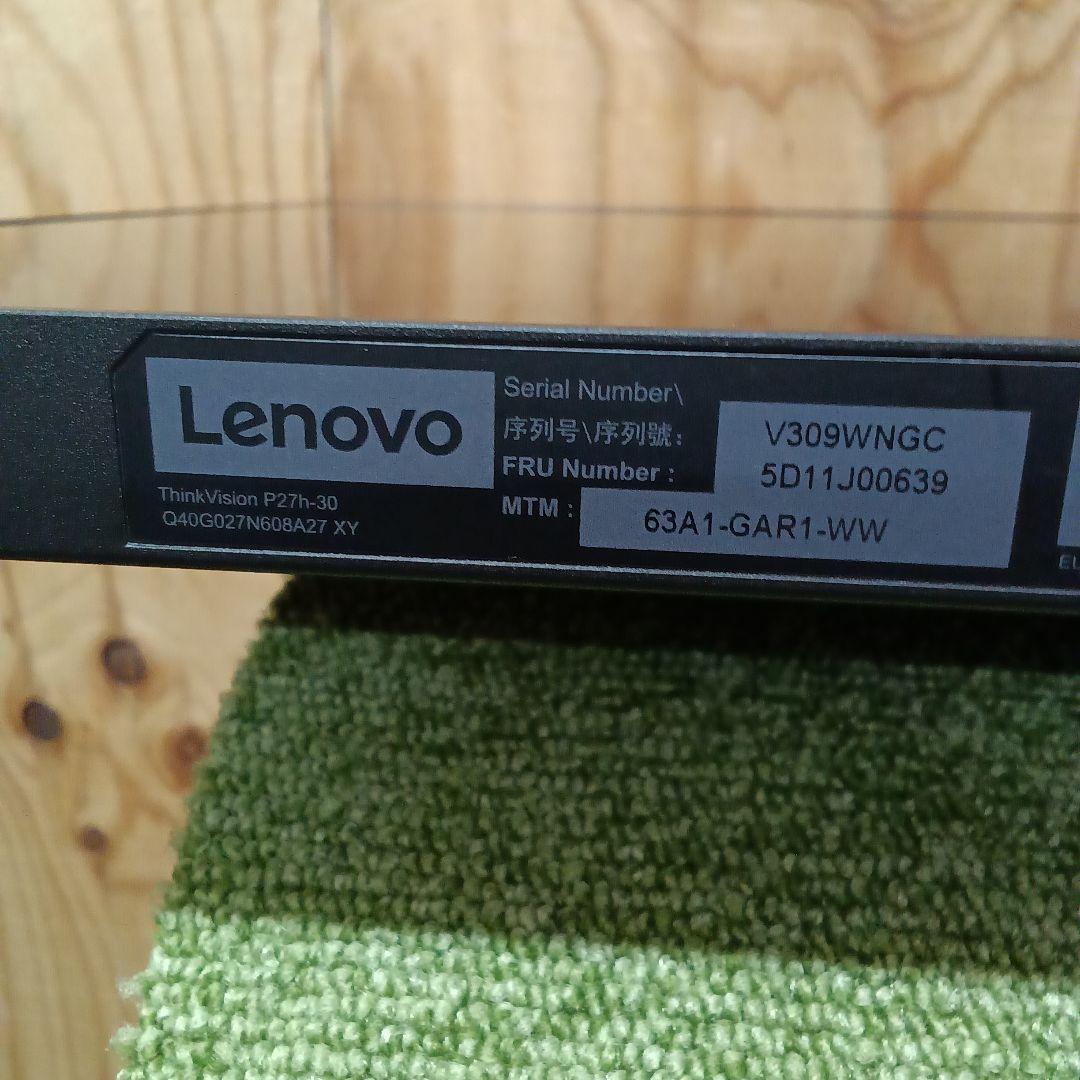 Lenovo
ThinkVision P27h-30
Q40G027N608A27 XY
Serial Number\
序列号\序列號: V309WNGC
FRU Number : 5D11J00639
MTM : 63A1-GAR1-WW